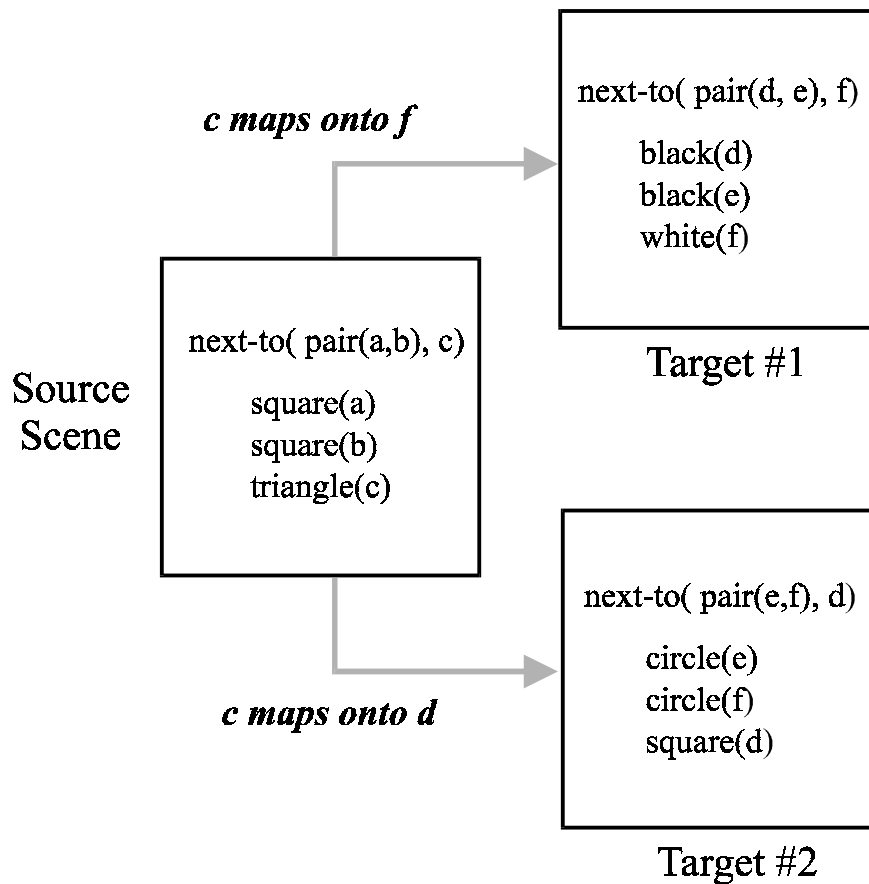 c maps onto f
next-to( pair(d, e), f)
black(d)
black(e)
white(f)
Target #1
Source
Scene
next-to( pair(a,b), c)
square(a)
square(b)
triangle(c)
c maps onto d
next-to( pair(e,f), d)
circle(e)
circle(f)
square(d)
Target #2